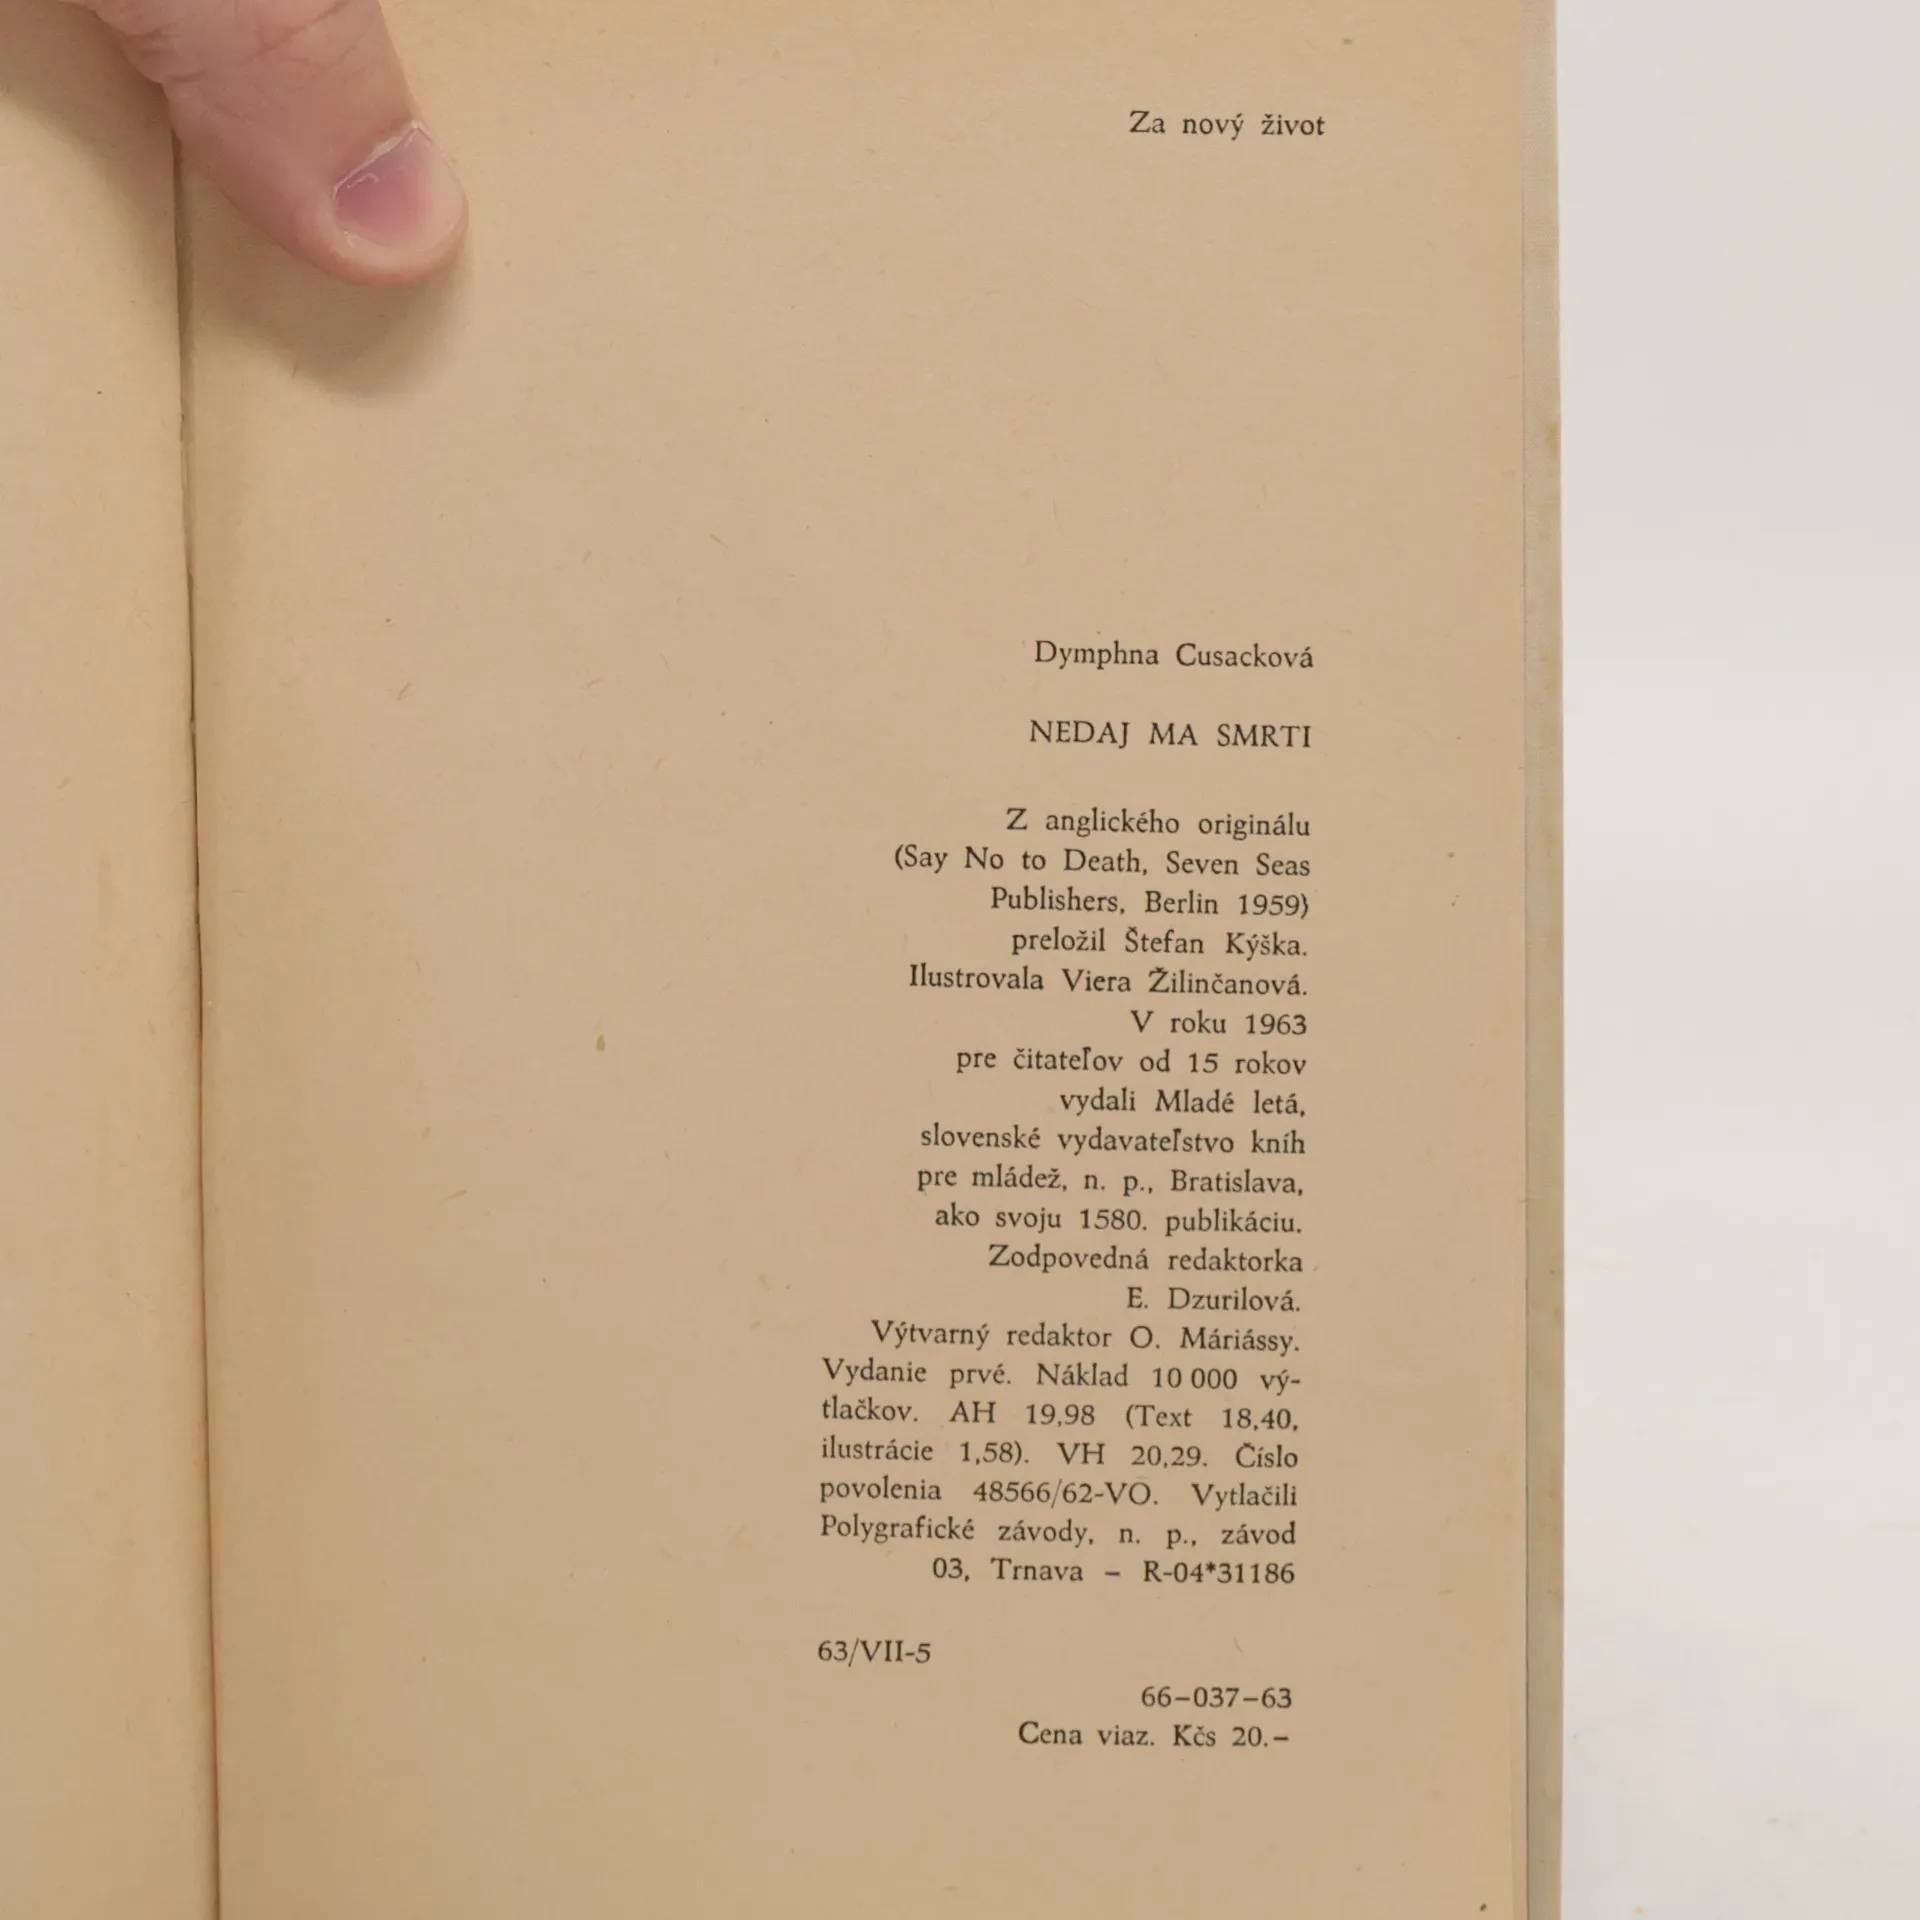 Za nový život
Dymphna Cusacková
NEDAJ MA SMRTI
Z anglického originálu
(Say No to Death, Seven Seas
Publishers, Berlin 1959)
preložil Štefan Kýška.
Ilustrovala Viera Žilinčanová.
V roku 1963
pre čitateľov od 15 rokov
vydali Mladé letá,
slovenské vydavateľstvo kníh
pre mládež, n. p., Bratislava,
ako svoju 1580. publikáciu.
Zodpovedná redaktorka
E. Dzurilová.
Výtvarný redaktor O. Máriássy.
Vydanie prvé. Náklad 10 000 vý-
tlačkov. AH 19,98 (Text 18,40,
ilustrácie 1,58). VH 20,29. Číslo
povolenia 48566/62-VO. Vytlačili
Polygrafické závody, n. p., závod
03, Trnava – R-04*31186
63/VII-5
66–037–63
Cena viaz. Kčs 20.–